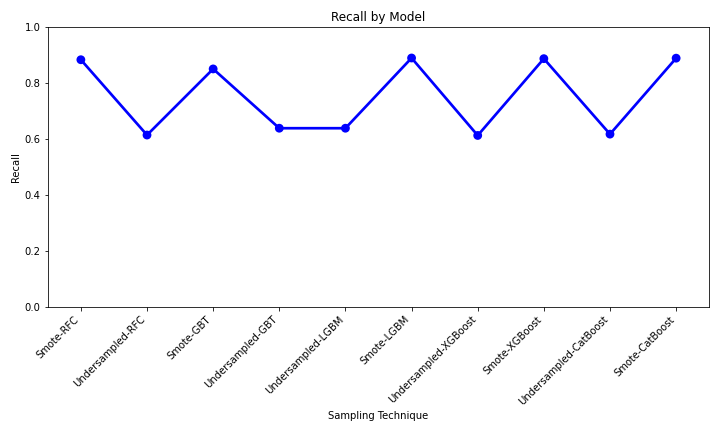 Recall by Model
Recall
1.0
0.8
0.6
0.4
0.2
0.0
Smote-RFC
Undersampled-RFC
Smote-GBT
Undersampled-GBT
Undersampled-LGBM
Smote-LGBM
Undersampled-XGBoost
Smote-XGBoost
Undersampled-CatBoost
Smote-CatBoost
Sampling Technique